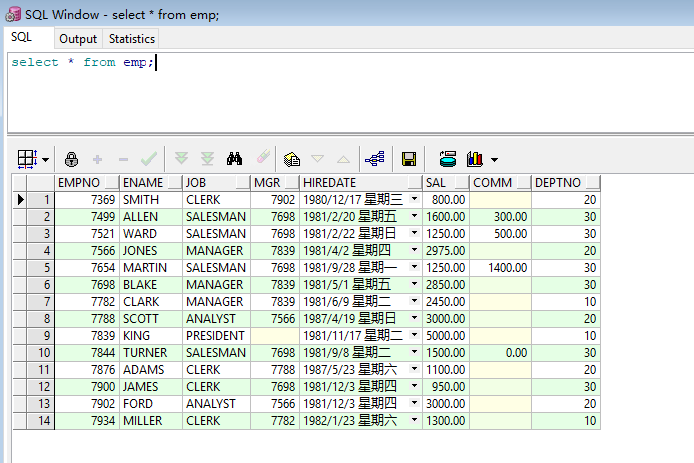 SQL Window - select * from emp;
SQL Output Statistics
select * from emp;
EMPNO ENAME JOB MGR HIREDATE SAL COMM DEPTNO
1 7369 SMITH CLERK 7902 1980/12/17 星期三 800.00 20
2 7499 ALLEN SALESMAN 7698 1981/2/20 星期五 1600.00 300.00 30
3 7521 WARD SALESMAN 7698 1981/2/22 星期日 1250.00 500.00 30
4 7566 JONES MANAGER 7839 1981/4/2 星期四 2975.00 20
5 7654 MARTIN SALESMAN 7698 1981/9/28 星期一 1250.00 1400.00 30
6 7698 BLAKE MANAGER 7839 1981/5/1 星期五 2850.00 30
7 7782 CLARK MANAGER 7839 1981/6/9 星期二 2450.00 10
8 7788 SCOTT ANALYST 7566 1987/4/19 星期日 3000.00 20
9 7839 KING PRESIDENT 1981/11/17 星期二 5000.00 10
10 7844 TURNER SALESMAN 7698 1981/9/8 星期二 1500.00 0.00 30
11 7876 ADAMS CLERK 7788 1987/5/23 星期六 1100.00 20
12 7900 JAMES CLERK 7698 1981/12/3 星期四 950.00 30
13 7902 FORD ANALYST 7566 1981/12/3 星期四 3000.00 20
14 7934 MILLER CLERK 7782 1982/1/23 星期六 1300.00 10